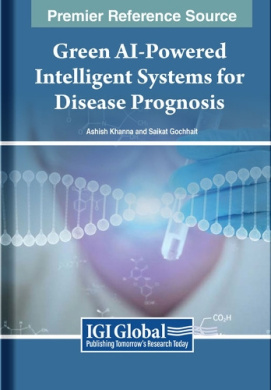 Premier Reference Source
Green AI-Powered
Intelligent Systems for
Disease Prognosis
Ashish Khanna and Saikat Gochhait
IGI Global
Publishing Tomorrow's Research Today
CO₂H